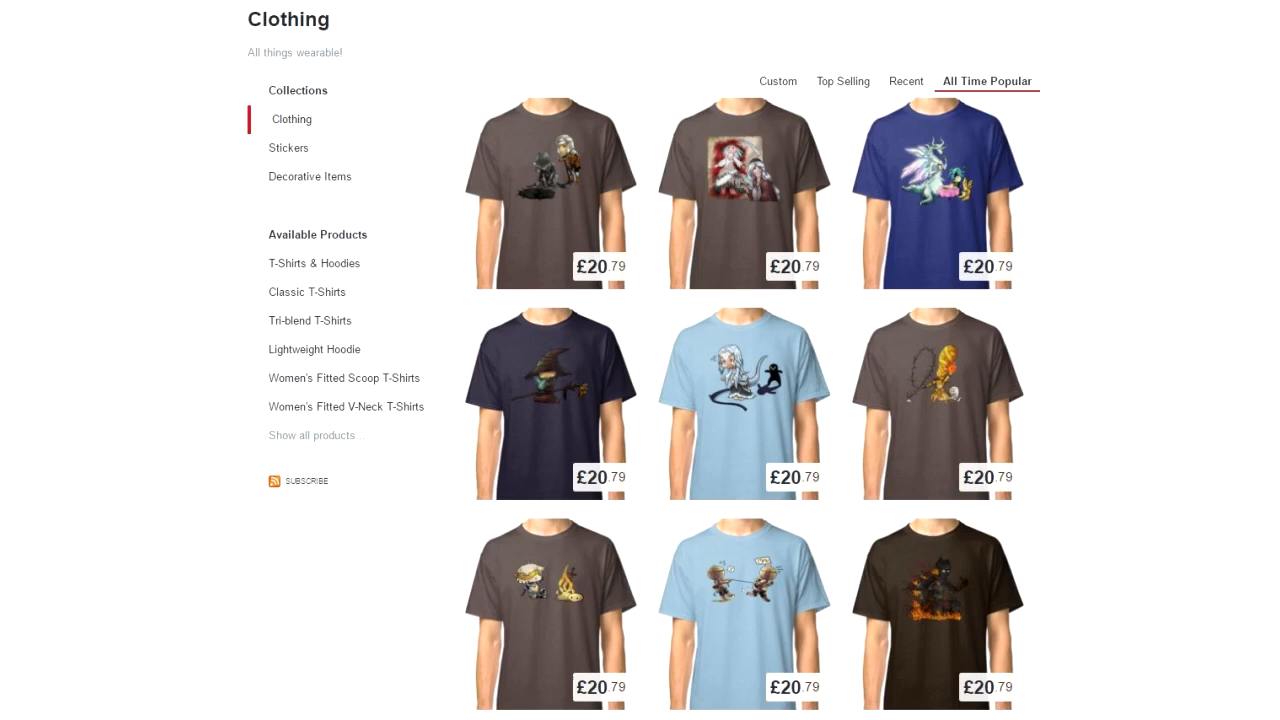 Clothing
All things wearable!
Custom Top Selling Recent All Time Popular
Collections
Clothing
Stickers
Decorative Items
Available Products
T-Shirts & Hoodies
Classic T-Shirts
Tri-blend T-Shirts
Lightweight Hoodie
Women's Fitted Scoop T-Shirts
Women's Fitted V-Neck T-Shirts
Show all products...
SUBSCRIBE
£20.79 £20.79 £20.79
£20.79 £20.79 £20.79
£20.79 £20.79 £20.79